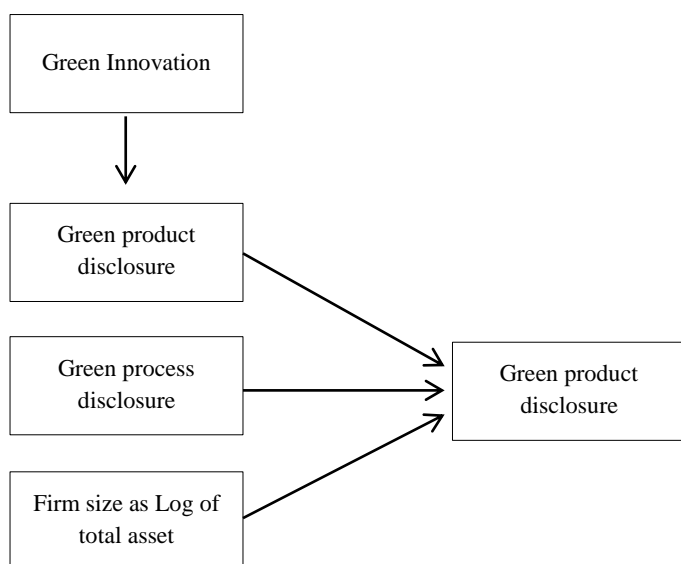 Green Innovation
Green product
disclosure
Green process
disclosure
Firm size as Log of
total asset
Green product
disclosure